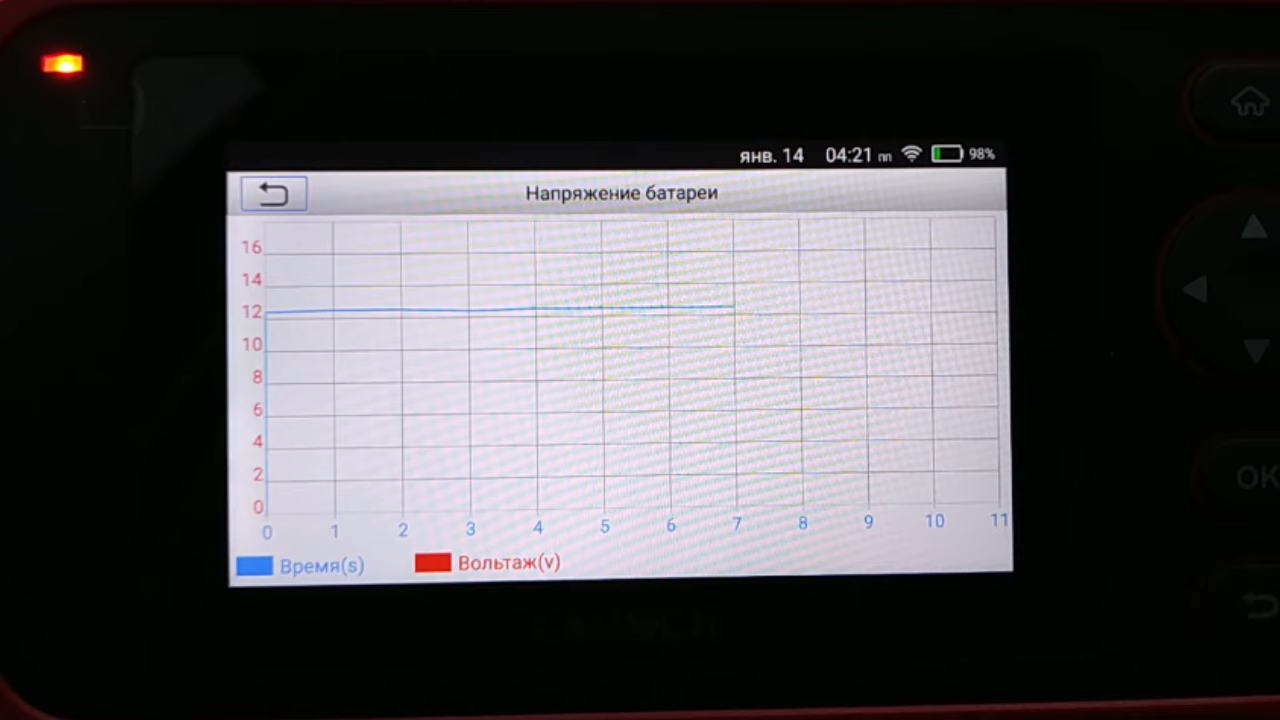 янв. 14 04:21 пп 98%
Напряжение батареи
16
14
12
10
8
6
4
2
0
0 1 2 3 4 5 6 7 8 9 10 11
Время(s) Вольтаж(v)
OK